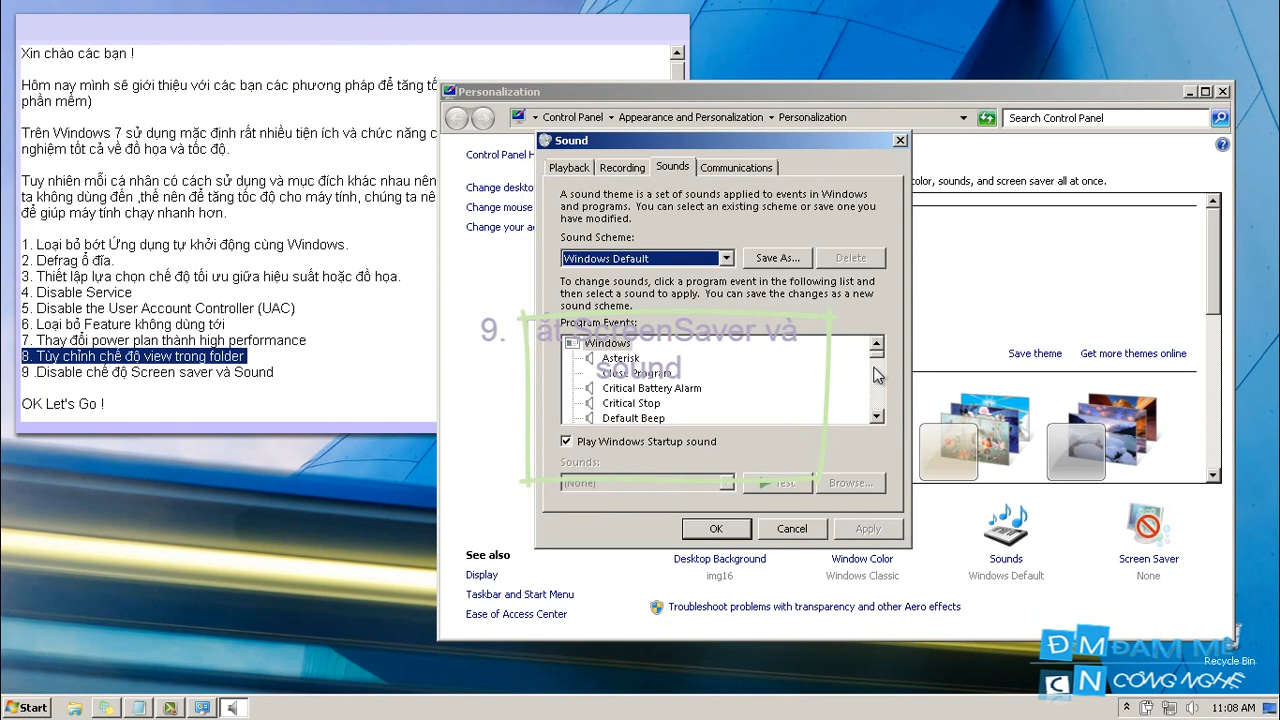 Xin chào các bạn !
Hôm nay mình sẽ giới thiệu với các bạn các phương pháp để tăng tố
phần mềm)
Trên Windows 7 sử dụng mặc định rất nhiều tiện ích và chức năng c
nghiệm tốt cả về đồ họa và tốc độ.
Tuy nhiên mỗi cá nhân có cách sử dụng và mục đích khác nhau nên
ta không dùng đến ,thế nên để tăng tốc độ cho máy tính, chúng ta nê
để giúp máy tính chạy nhanh hơn.
1. Loại bỏ bớt Ứng dụng tự khởi động cùng Windows.
2. Defrag ổ đĩa.
3. Thiết lập lựa chọn chế độ tối ưu giữa hiệu suất hoặc đồ họa.
4. Disable Service
5. Disable the User Account Controller (UAC)
6. Loại bỏ Feature không dùng tới
7. Thay đổi power plan thành high performance
8. Tùy chỉnh chế độ view trong folder
9 .Disable chế độ Screen saver và Sound
OK Let's Go !
Personalization
Control Panel
Appearance and Personalization
Personalization
Search Control Panel
Control Panel H
Change deskto
Change mouse
Change your a
color, sounds, and screen saver all at once.
Sound
Playback
Recording
Sounds
Communications
A sound theme is a set of sounds applied to events in Windows
and programs. You can select an existing scheme or save one you
have modified.
Sound Scheme:
Windows Default
Save As...
Delete
To change sounds, click a program event in the following list and
then select a sound to apply. You can save the changes as a new
sound scheme.
Program Events:
Windows
Asterisk
Close Program
Critical Battery Alarm
Critical Stop
Default Beep
9. ắt ScreenSaver và
sound
Play Windows Startup sound
Sounds:
(None)
Test
Browse...
OK
Cancel
Apply
Save theme
Get more themes online
See also
Display
Taskbar and Start Menu
Ease of Access Center
Desktop Background
img16
Window Color
Windows Classic
Sounds
Windows Default
Screen Saver
None
Troubleshoot problems with transparency and other Aero effects
Recycle Bin
ĐM ĐAM MÊ
CN CÔNG NGHỆ
Start
11:08 AM